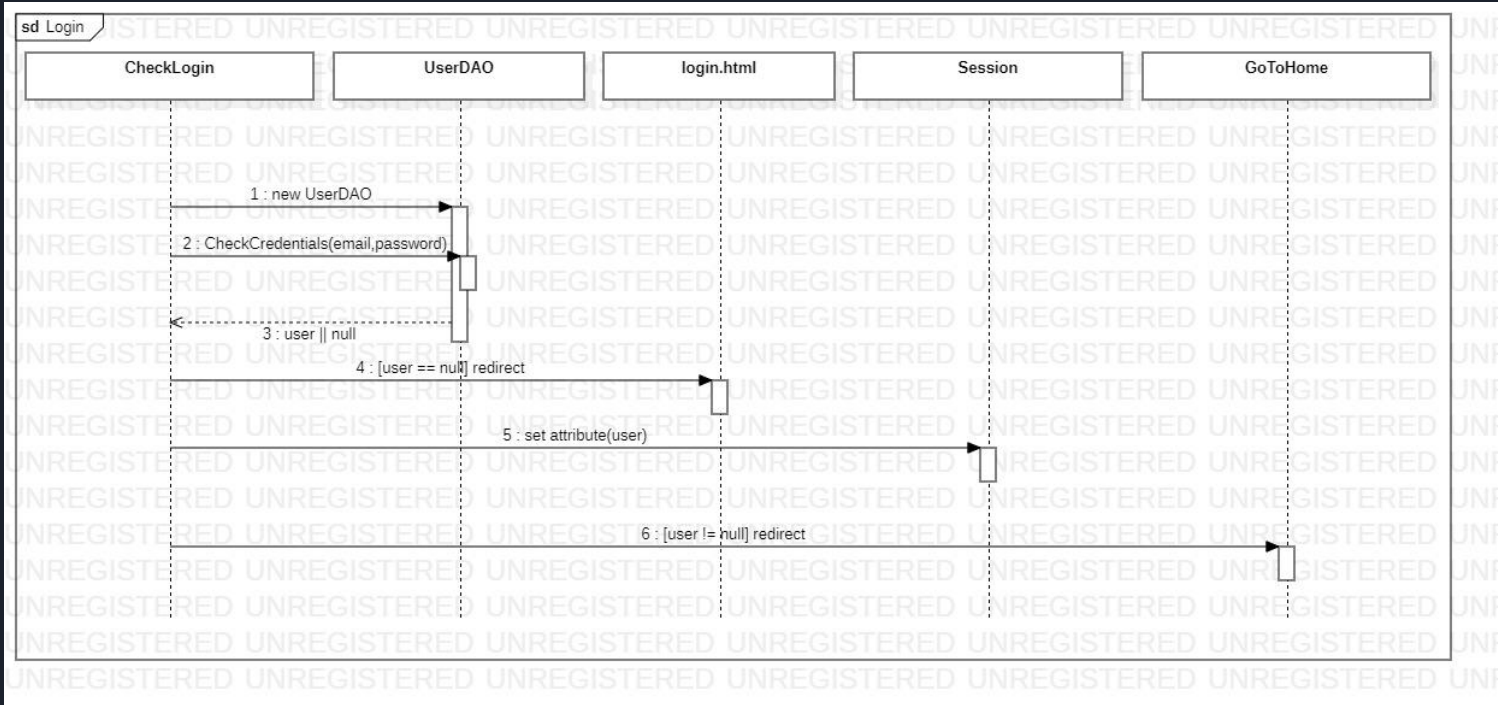 sd Login
CheckLogin
UserDAO
login.html
Session
GoToHome
1 : new UserDAO
2 : CheckCredentials(email,password)
3 : user || null
4 : [user == null] redirect
5 : set attribute(user)
6 : [user != null] redirect
UNREGISTERED